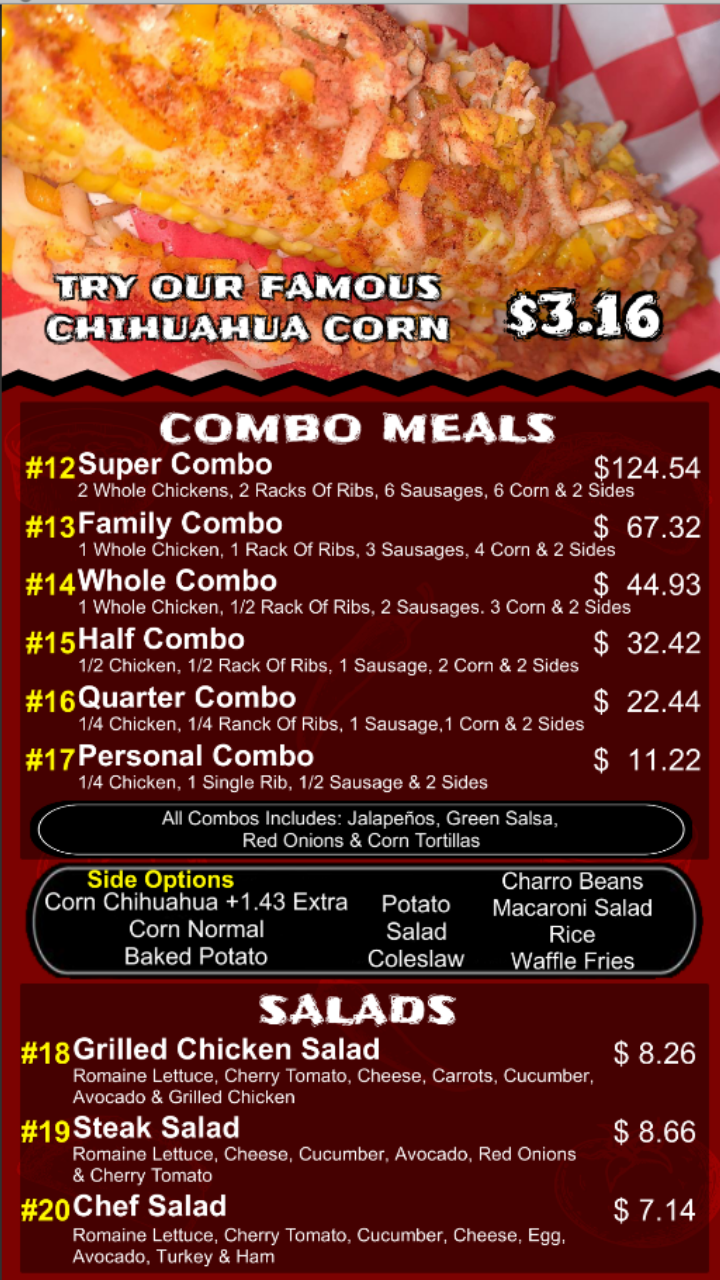 TRY OUR FAMOUS
CHIHUAHUA CORN
$3.16
COMBO MEALS
#12 Super Combo $124.54
2 Whole Chickens, 2 Racks Of Ribs, 6 Sausages, 6 Corn & 2 Sides
#13 Family Combo $ 67.32
1 Whole Chicken, 1 Rack Of Ribs, 3 Sausages, 4 Corn & 2 Sides
#14 Whole Combo $ 44.93
1 Whole Chicken, 1/2 Rack Of Ribs, 2 Sausages. 3 Corn & 2 Sides
#15 Half Combo $ 32.42
1/2 Chicken, 1/2 Rack Of Ribs, 1 Sausage, 2 Corn & 2 Sides
#16 Quarter Combo $ 22.44
1/4 Chicken, 1/4 Ranck Of Ribs, 1 Sausage,1 Corn & 2 Sides
#17 Personal Combo $ 11.22
1/4 Chicken, 1 Single Rib, 1/2 Sausage & 2 Sides
All Combos Includes: Jalapeños, Green Salsa,
Red Onions & Corn Tortillas
Side Options
Corn Chihuahua +1.43 Extra
Corn Normal
Baked Potato
Potato
Salad
Coleslaw
Charro Beans
Macaroni Salad
Rice
Waffle Fries
SALADS
#18 Grilled Chicken Salad $ 8.26
Romaine Lettuce, Cherry Tomato, Cheese, Carrots, Cucumber,
Avocado & Grilled Chicken
#19 Steak Salad $ 8.66
Romaine Lettuce, Cheese, Cucumber, Avocado, Red Onions
& Cherry Tomato
#20 Chef Salad $ 7.14
Romaine Lettuce, Cherry Tomato, Cucumber, Cheese, Egg,
Avocado, Turkey & Ham